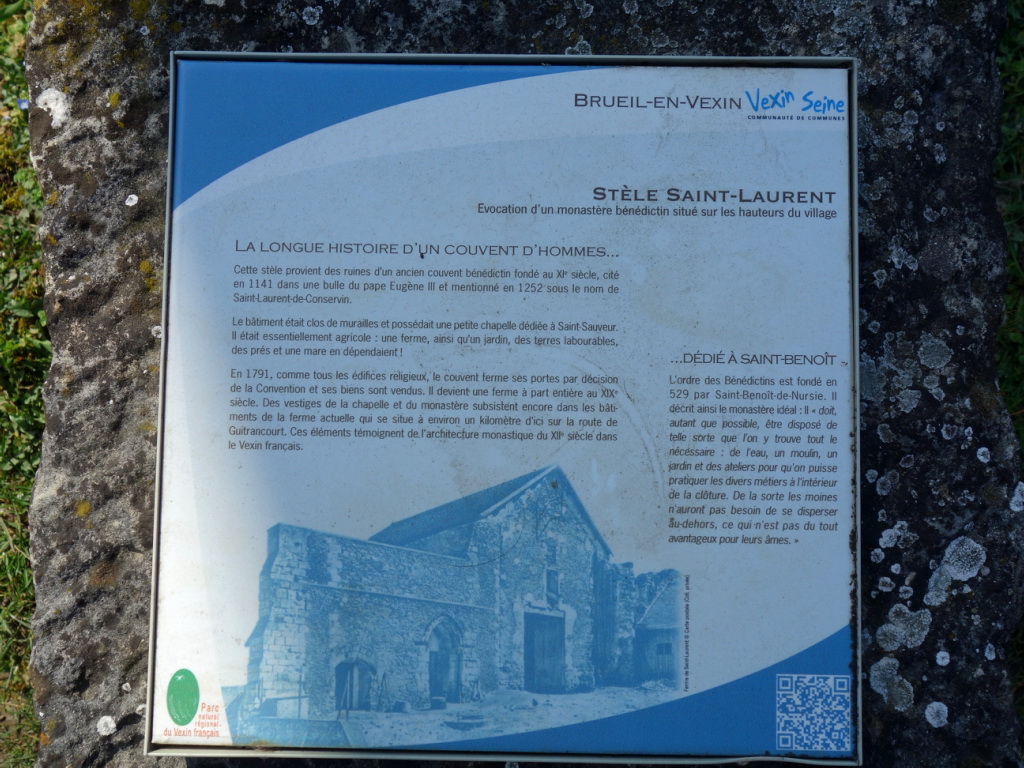 BRUEIL-EN-VEXIN
Vexin Seine
COMMUNAUTÉ DE COMMUNES
STÈLE SAINT-LAURENT
Evocation d'un monastère bénédictin situé sur les hauteurs du village
LA LONGUE HISTOIRE D'UN COUVENT D'HOMMES...
Cette stèle provient des ruines d'un ancien couvent bénédictin fondé au XIe siècle, cité
en 1141 dans une bulle du pape Eugène III et mentionné en 1252 sous le nom de
Saint-Laurent-de-Conservin.
Le bâtiment était clos de murailles et possédait une petite chapelle dédiée à Saint-Sauveur.
Il était essentiellement agricole : une ferme, ainsi qu'un jardin, des terres labourables,
des prés et une mare en dépendaient !
En 1791, comme tous les édifices religieux, le couvent ferme ses portes par décision
de la Convention et ses biens sont vendus. Il devient une ferme à part entière au XIXe
siècle. Des vestiges de la chapelle et du monastère subsistent encore dans les bâti-
ments de la ferme actuelle qui se situe à environ un kilomètre d'ici sur la route de
Guitrancourt. Ces éléments témoignent de l'architecture monastique du XIIe siècle dans
le Vexin français.
...DÉDIÉ À SAINT-BENOÎT
L'ordre des Bénédictins est fondé en
529 par Saint-Benoît-de-Nursie. Il
décrit ainsi le monastère idéal : Il « doit,
autant que possible, être disposé de
telle sorte que l'on y trouve tout le
nécessaire : de l'eau, un moulin, un
jardin et des ateliers pour qu'on puisse
pratiquer les divers métiers à l'intérieur
de la clôture. De la sorte les moines
n'auront pas besoin de se disperser
au-dehors, ce qui n'est pas du tout
avantageux pour leurs âmes. »
Ferme de Saint-Laurent © Carte postale (Coll. privée)
Parc
naturel
régional
du Vexin français